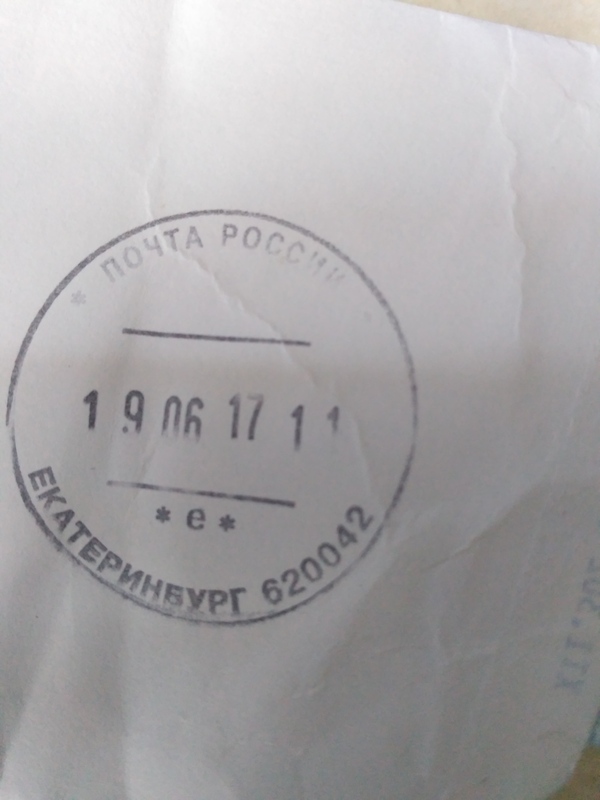 * ПОЧТА РОССИИ *
19 06 17 11
* е *
ЕКАТЕРИНБУРГ 620042